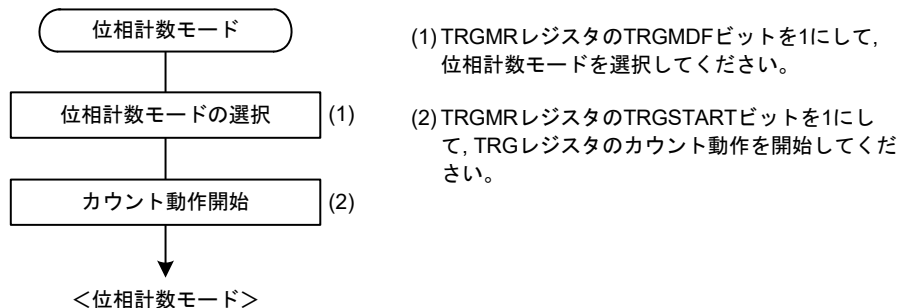 位相計数モード
位相計数モードの選択
(1)
カウント動作開始
(2)
<位相計数モード>
(1) TRGMRレジスタのTRGMDFビットを1にして,
位相計数モードを選択してください。
(2) TRGMRレジスタのTRGSTARTビットを1にし
て, TRGレジスタのカウント動作を開始してくだ
さい。